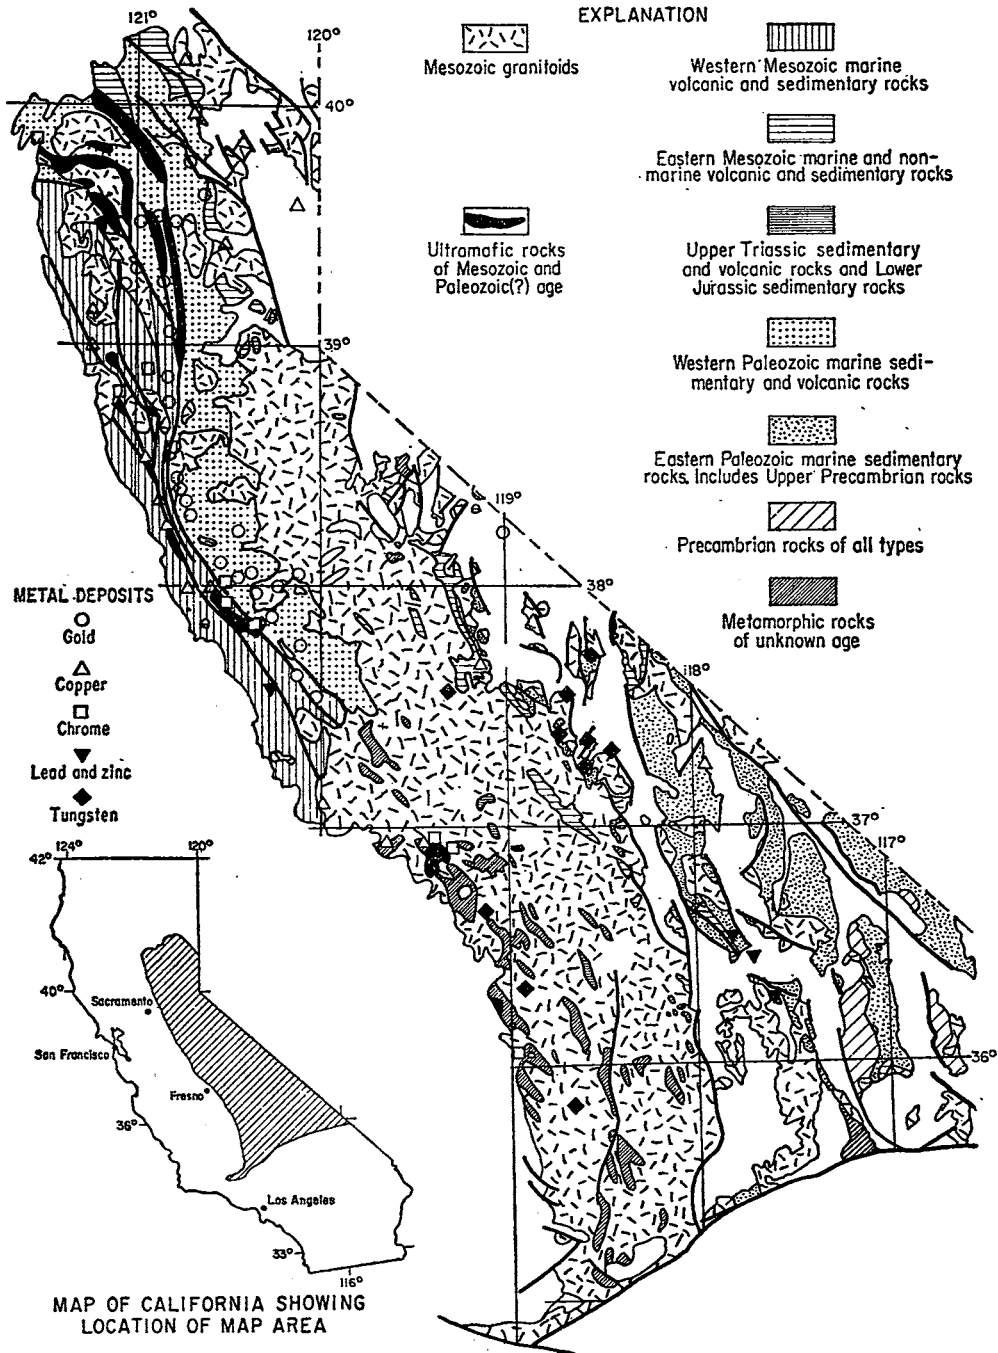 EXPLANATION
Mesozoic granitoids
Ultramafic rocks
of Mesozoic and
Paleozoic(?) age
Western Mesozoic marine
volcanic and sedimentary rocks
Eastern Mesozoic marine and non-
marine volcanic and sedimentary rocks
Upper Triassic sedimentary
and volcanic rocks and Lower
Jurassic sedimentary rocks
Western Paleozoic marine sedi-
mentary and volcanic rocks
Eastern Paleozoic marine sedimentary
rocks. Includes Upper Precambrian rocks
Precambrian rocks of all types
Metamorphic rocks
of unknown age
121°
120°
40°
39°
119°
38°
118°
37°
117°
36°
METAL DEPOSITS
Gold
Copper
Chrome
Lead and zinc
Tungsten
42°
124°
120°
40°
Sacramento
San Francisco
Fresno
36°
Los Angeles
33°
116°
MAP OF CALIFORNIA SHOWING
LOCATION OF MAP AREA